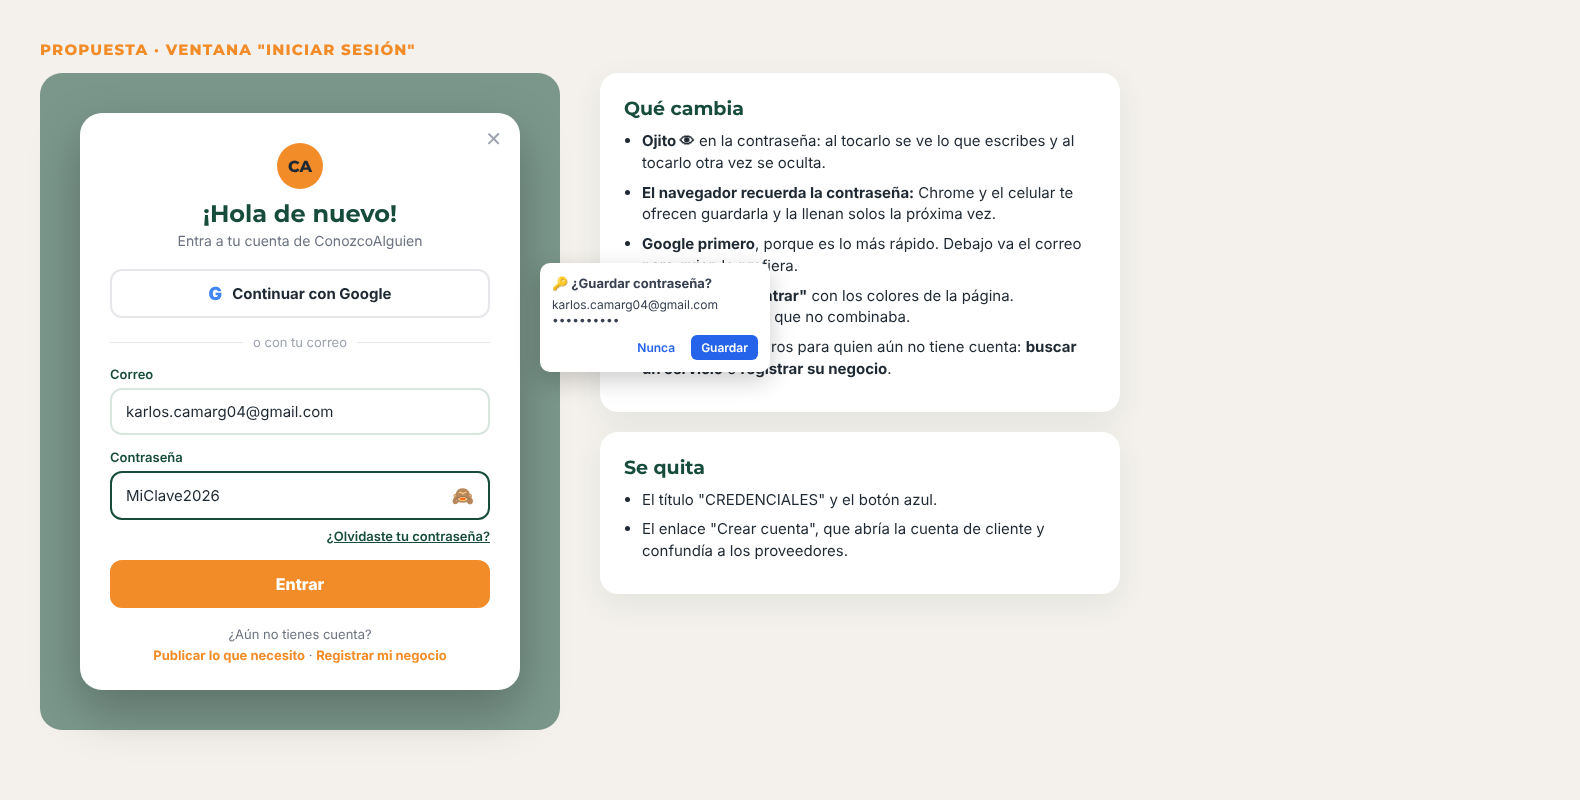 PROPUESTA · VENTANA "INICIAR SESIÓN"
CA
¡Hola de nuevo!
Entra a tu cuenta de ConozcoAlguien
G Continuar con Google
o con tu correo
Correo
karlos.camarg04@gmail.com
Contraseña
MiClave2026
¿Olvidaste tu contraseña?
Entrar
¿Aún no tienes cuenta?
Publicar lo que necesito · Registrar mi negocio
🔑 ¿Guardar contraseña?
karlos.camarg04@gmail.com
••••••••••
Nunca
Guardar
Qué cambia
• Ojito 👁 en la contraseña: al tocarlo se ve lo que escribes y al
tocarlo otra vez se oculta.
• El navegador recuerda la contraseña: Chrome y el celular te
ofrecen guardarla y la llenan solos la próxima vez.
• Google primero, porque es lo más rápido. Debajo va el correo
con los colores de la página.
que no combinaba.
para quien aún no tiene cuenta: buscar
registrar su negocio.
Se quita
• El título "CREDENCIALES" y el botón azul.
• El enlace "Crear cuenta", que abría la cuenta de cliente y
confundía a los proveedores.